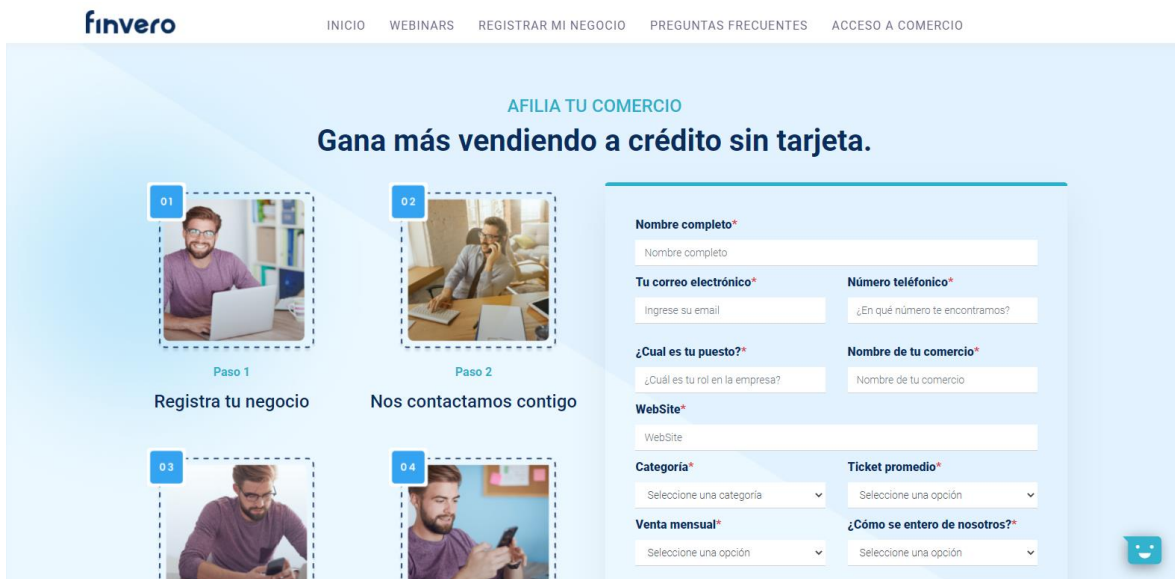 finvero
INICIO WEBINARS REGISTRAR MI NEGOCIO PREGUNTAS FRECUENTES ACCESO A COMERCIO
AFILIA TU COMERCIO
Gana más vendiendo a crédito sin tarjeta.
01
Paso 1
Registra tu negocio
02
Paso 2
Nos contactamos contigo
03
04
Nombre completo*
Nombre completo
Tu correo electrónico*
Ingrese su email
Número teléfonico*
¿En qué número te encontramos?
¿Cual es tu puesto?*
¿Cuál es tu rol en la empresa?
Nombre de tu comercio*
Nombre de tu comercio
WebSite*
WebSite
Categoría*
Seleccione una categoría
Ticket promedio*
Seleccione una opción
Venta mensual*
Seleccione una opción
¿Cómo se entero de nosotros?*
Seleccione una opción